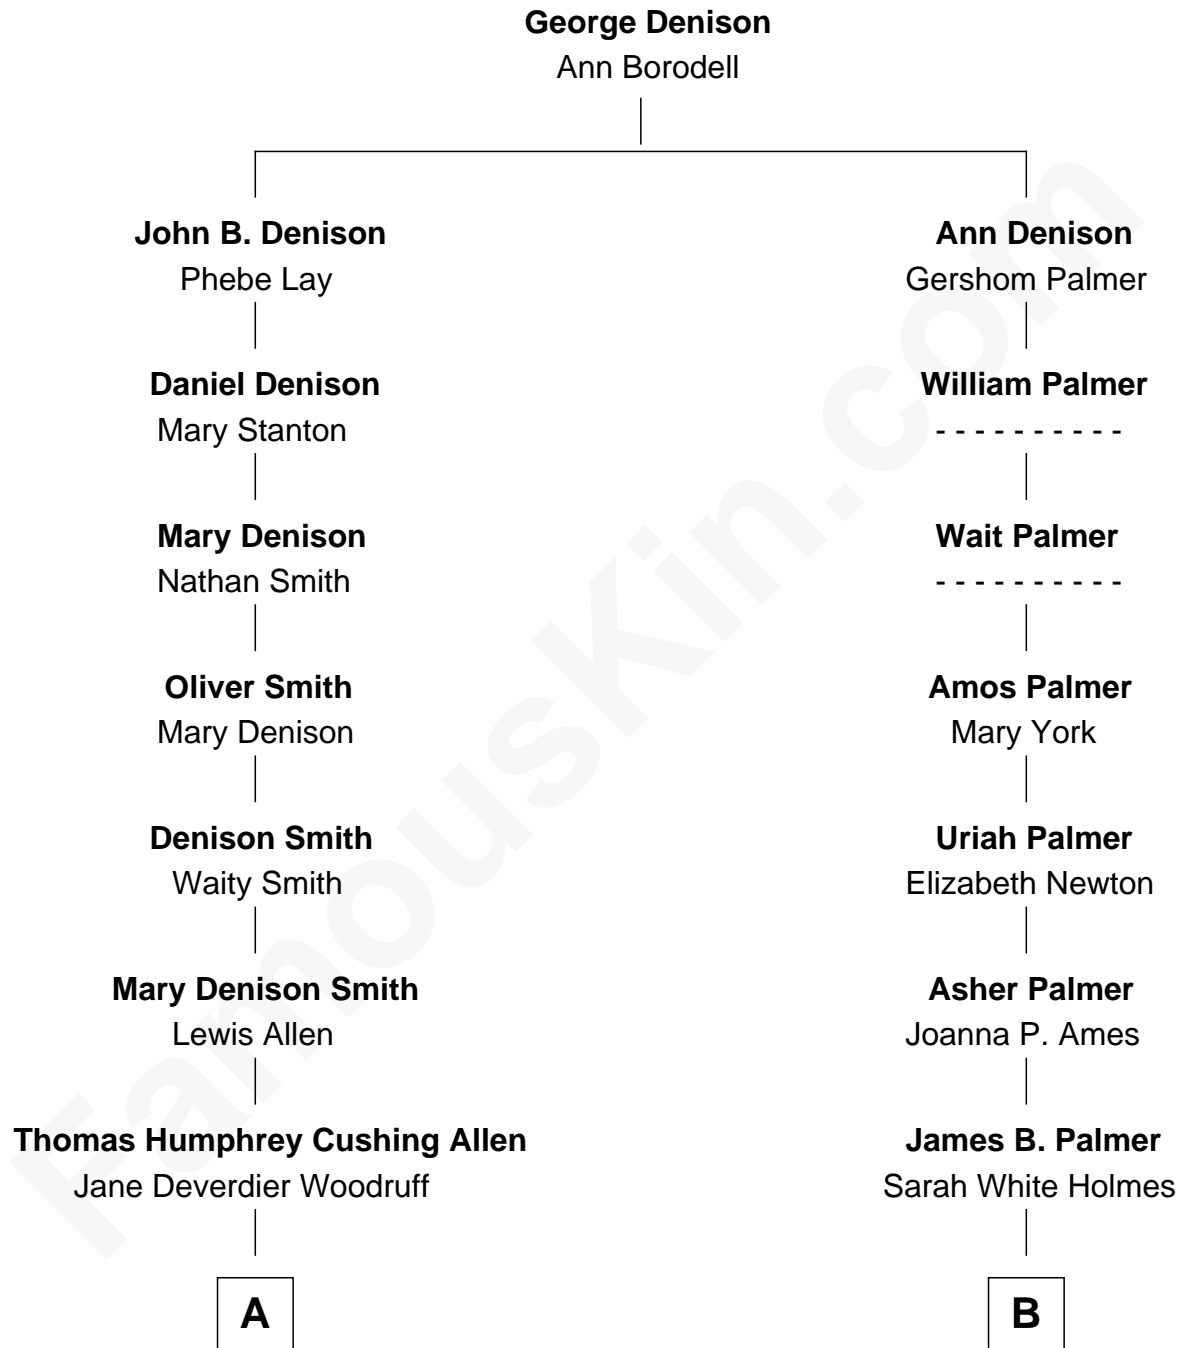 George Denison
Ann Borodell
John B. Denison
Phebe Lay
Ann Denison
Gershom Palmer
Daniel Denison
Mary Stanton
William Palmer
- - - - - - - - - -
Mary Denison
Nathan Smith
Wait Palmer
- - - - - - - - - -
Oliver Smith
Mary Denison
Amos Palmer
Mary York
Denison Smith
Waity Smith
Uriah Palmer
Elizabeth Newton
Mary Denison Smith
Lewis Allen
Asher Palmer
Joanna P. Ames
Thomas Humphrey Cushing Allen
Jane Deverdier Woodruff
James B. Palmer
Sarah White Holmes
A
B
FamousKin.com